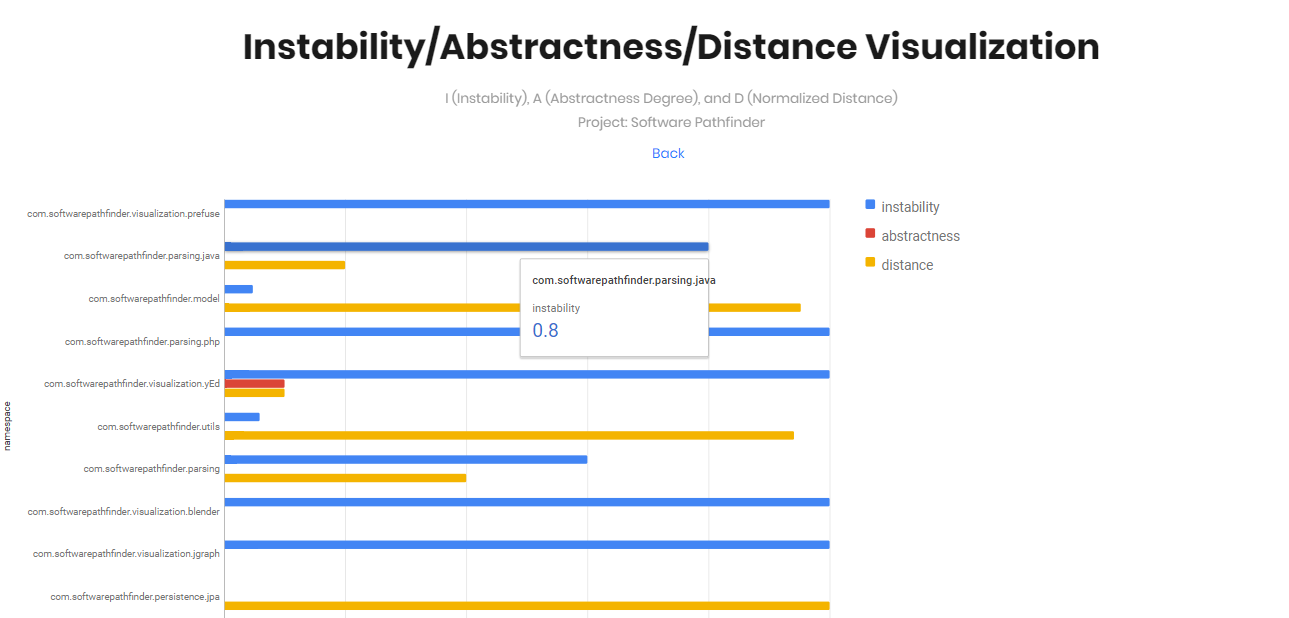 Instability/Abstractness/Distance Visualization
I (Instability), A (Abstractness Degree), and D (Normalized Distance)
Project: Software Pathfinder
Back
instability
abstractness
distance
namespace
com.softwarepathfinder.visualization.prefuse
com.softwarepathfinder.parsing.java
com.softwarepathfinder.model
com.softwarepathfinder.parsing.php
com.softwarepathfinder.visualization.yEd
com.softwarepathfinder.utils
com.softwarepathfinder.parsing
com.softwarepathfinder.visualization.blender
com.softwarepathfinder.visualization.jgraph
com.softwarepathfinder.persistence.jpa
com.softwarepathfinder.parsing.java
instability
0.8